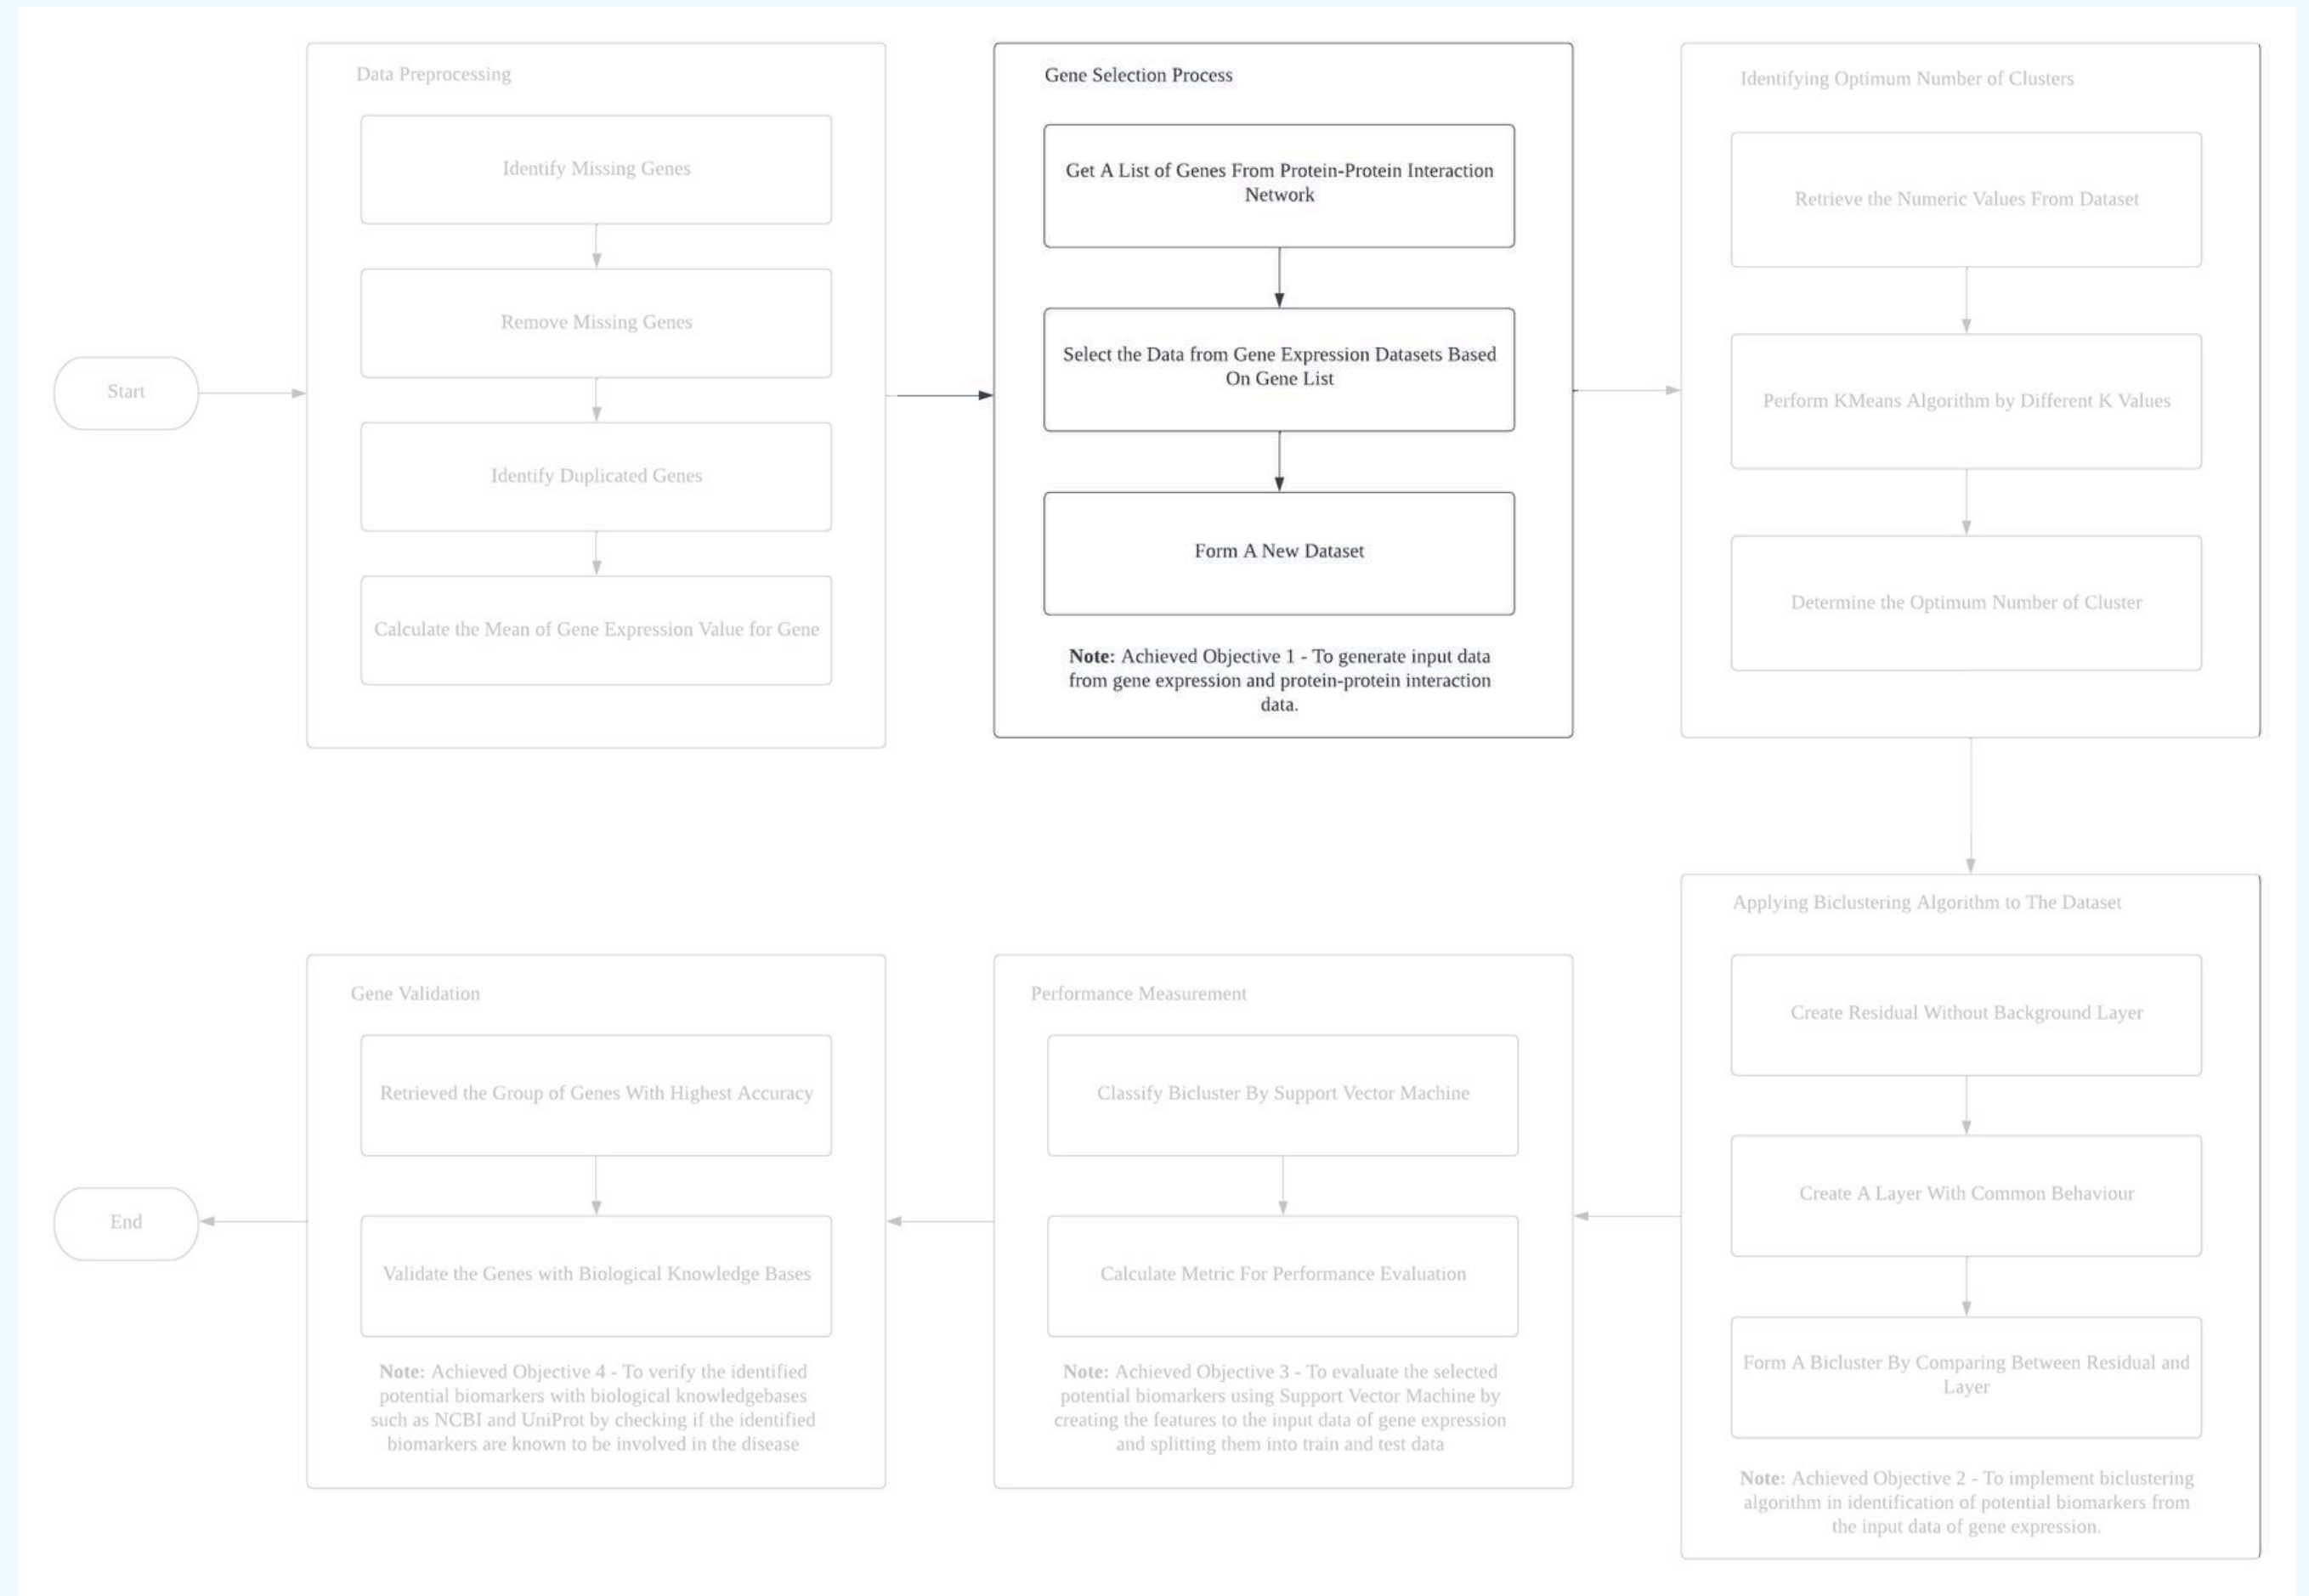 Start
Data Preprocessing
Identify Missing Genes
Remove Missing Genes
Identify Duplicated Genes
Calculate the Mean of Gene Expression Value for Gene
Gene Selection Process
Get A List of Genes From Protein-Protein Interaction
Network
Select the Data from Gene Expression Datasets Based
On Gene List
Form A New Dataset
Note: Achieved Objective 1 - To generate input data
from gene expression and protein-protein interaction
data.
Identifying Optimum Number of Clusters
Retrieve the Numeric Values From Dataset
Perform KMeans Algorithm by Different K Values
Determine the Optimum Number of Cluster
Applying Biclustering Algorithm to The Dataset
Create Residual Without Background Layer
Create A Layer With Common Behaviour
Form A Bicluster By Comparing Between Residual and
Layer
Note: Achieved Objective 2 - To implement biclustering
algorithm in identification of potential biomarkers from
the input data of gene expression.
Performance Measurement
Classify Bicluster By Support Vector Machine
Calculate Metric For Performance Evaluation
Note: Achieved Objective 3 - To evaluate the selected
potential biomarkers using Support Vector Machine by
creating the features to the input data of gene expression
and splitting them into train and test data
Gene Validation
Retrieved the Group of Genes With Highest Accuracy
Validate the Genes with Biological Knowledge Bases
Note: Achieved Objective 4 - To verify the identified
potential biomarkers with biological knowledgebases
such as NCBI and UniProt by checking if the identified
biomarkers are known to be involved in the disease
End